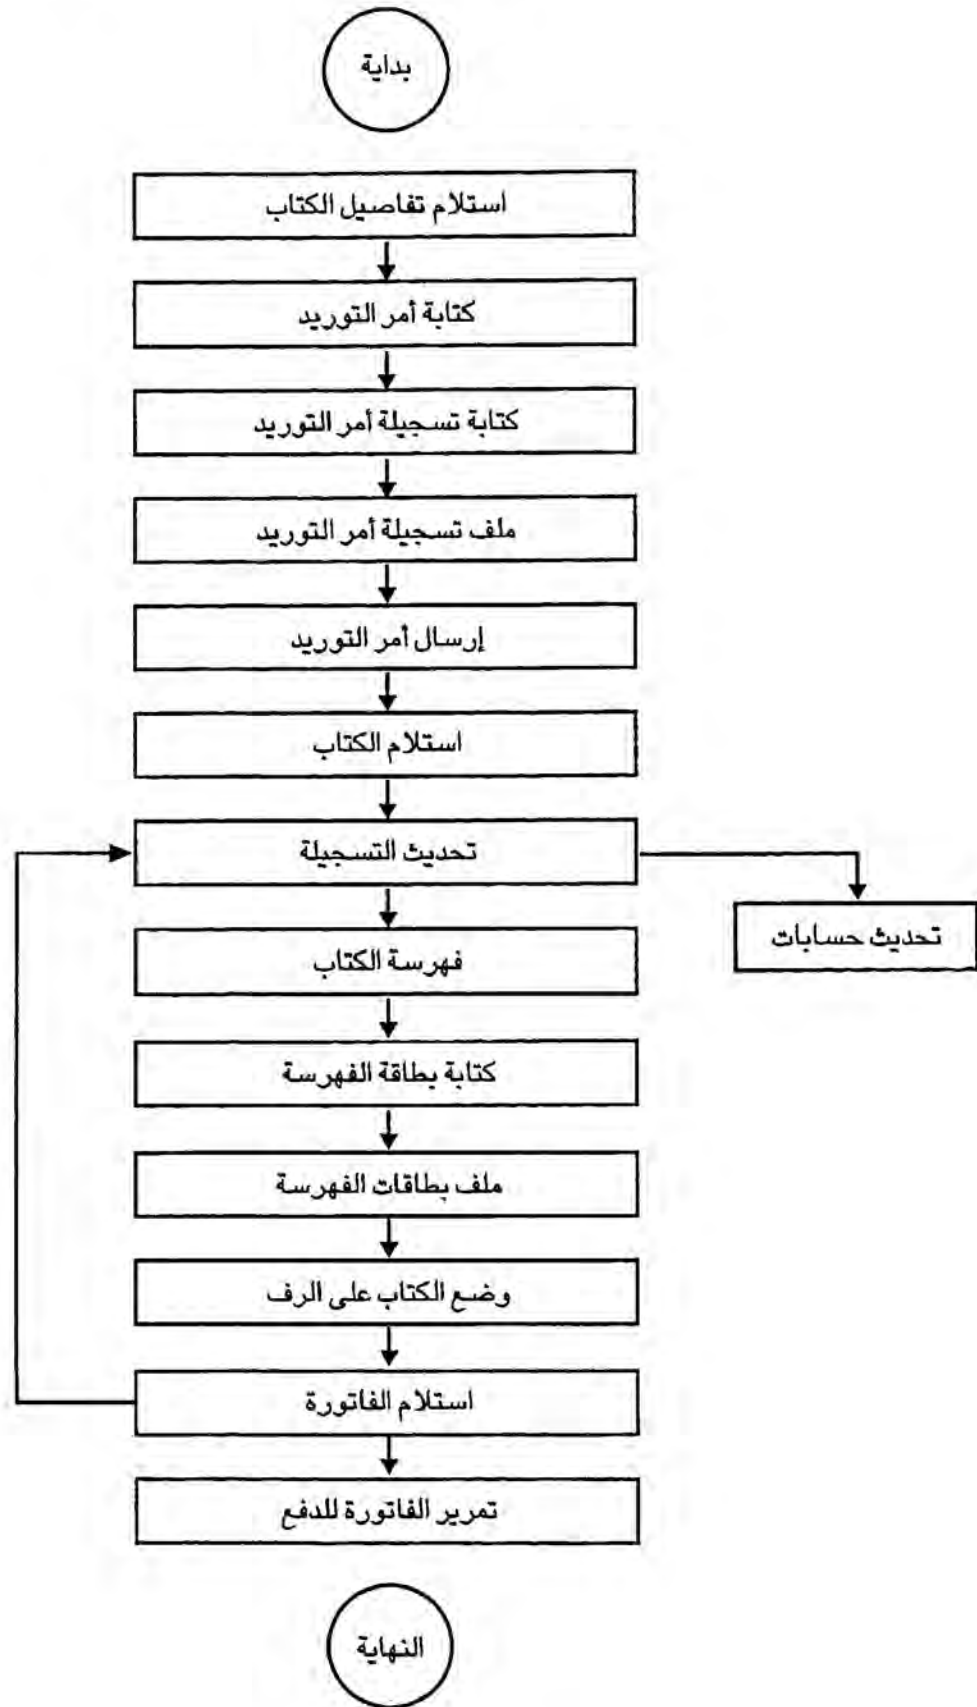 بداية
استلام تفاصيل الكتاب
كتابة أمر التوريد
كتابة تسجيلة أمر التوريد
ملف تسجيلة أمر التوريد
إرسال أمر التوريد
استلام الكتاب
تحديث التسجيلة
تحديث حسابات
فهرسة الكتاب
كتابة بطاقة الفهرسة
ملف بطاقات الفهرسة
وضع الكتاب على الرف
استلام الفاتورة
تمرير الفاتورة للدفع
النهاية